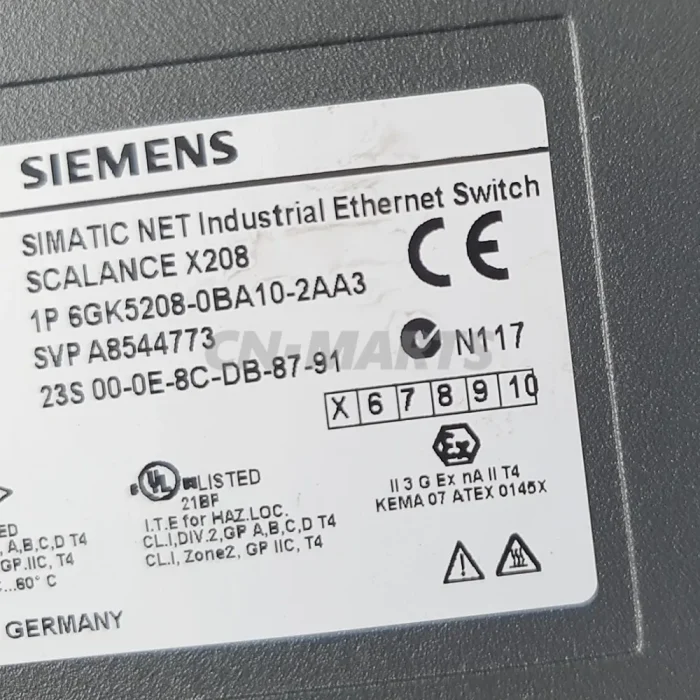 SIEMENS
SIMATIC NET Industrial Ethernet Switch
SCALANCE X208
1P 6GK5208-0BA10-2AA3
SVP A8544773
23S 00-0E-8C-DB-87-91
CE
N117
X 6 7 8 9 10
CN-MARTS
UL LISTED
21BF
I.T.E for HAZ.LOC.
CL.I,DIV.2,GP A,B,C,D T4
CL.I, Zone2, GP IIC, T4
Ex
II 3 G Ex nA II T4
KEMA 07 ATEX 0145X
A,B,C,D T4
GP.IIC, T4
...60° C
GERMANY